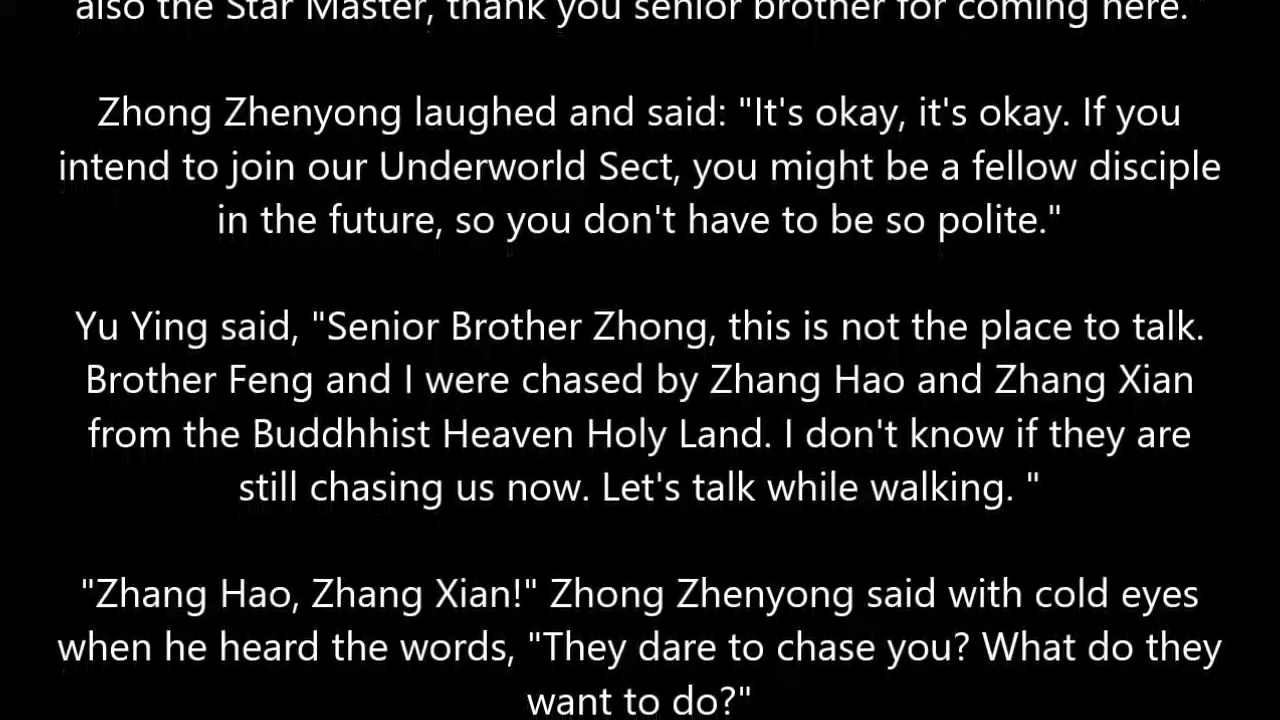 also the Star Master, thank you senior brother for coming here."
Zhong Zhenyong laughed and said: "It's okay, it's okay. If you
intend to join our Underworld Sect, you might be a fellow disciple
in the future, so you don't have to be so polite."
Yu Ying said, "Senior Brother Zhong, this is not the place to talk.
Brother Feng and I were chased by Zhang Hao and Zhang Xian
from the Buddhhist Heaven Holy Land. I don't know if they are
still chasing us now. Let's talk while walking. "
"Zhang Hao, Zhang Xian!" Zhong Zhenyong said with cold eyes
when he heard the words, "They dare to chase you? What do they
want to do?"